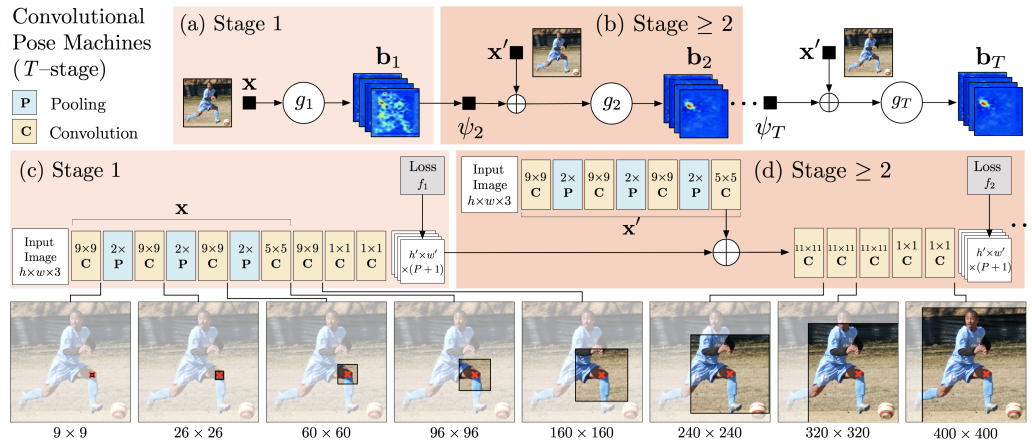 Convolutional
Pose Machines
(T–stage)
P Pooling
C Convolution
(a) Stage 1
x
g₁
b₁
(b) Stage ≥ 2
ψ₂
x′
g₂
b₂
...
ψ_T
x′
g_T
b_T
(c) Stage 1
x
Input
Image
h×w×3
9×9
C
2×
P
9×9
C
2×
P
9×9
C
2×
P
5×5
C
9×9
C
1×1
C
1×1
C
Loss
f₁
h′×w′
×(P+1)
(d) Stage ≥ 2
Input
Image
h×w×3
9×9
C
2×
P
9×9
C
2×
P
9×9
C
2×
P
5×5
C
x′
11×11
C
11×11
C
11×11
C
1×1
C
1×1
C
Loss
f₂
h′×w′
×(P+1)
...
9 × 9
26 × 26
60 × 60
96 × 96
160 × 160
240 × 240
320 × 320
400 × 400